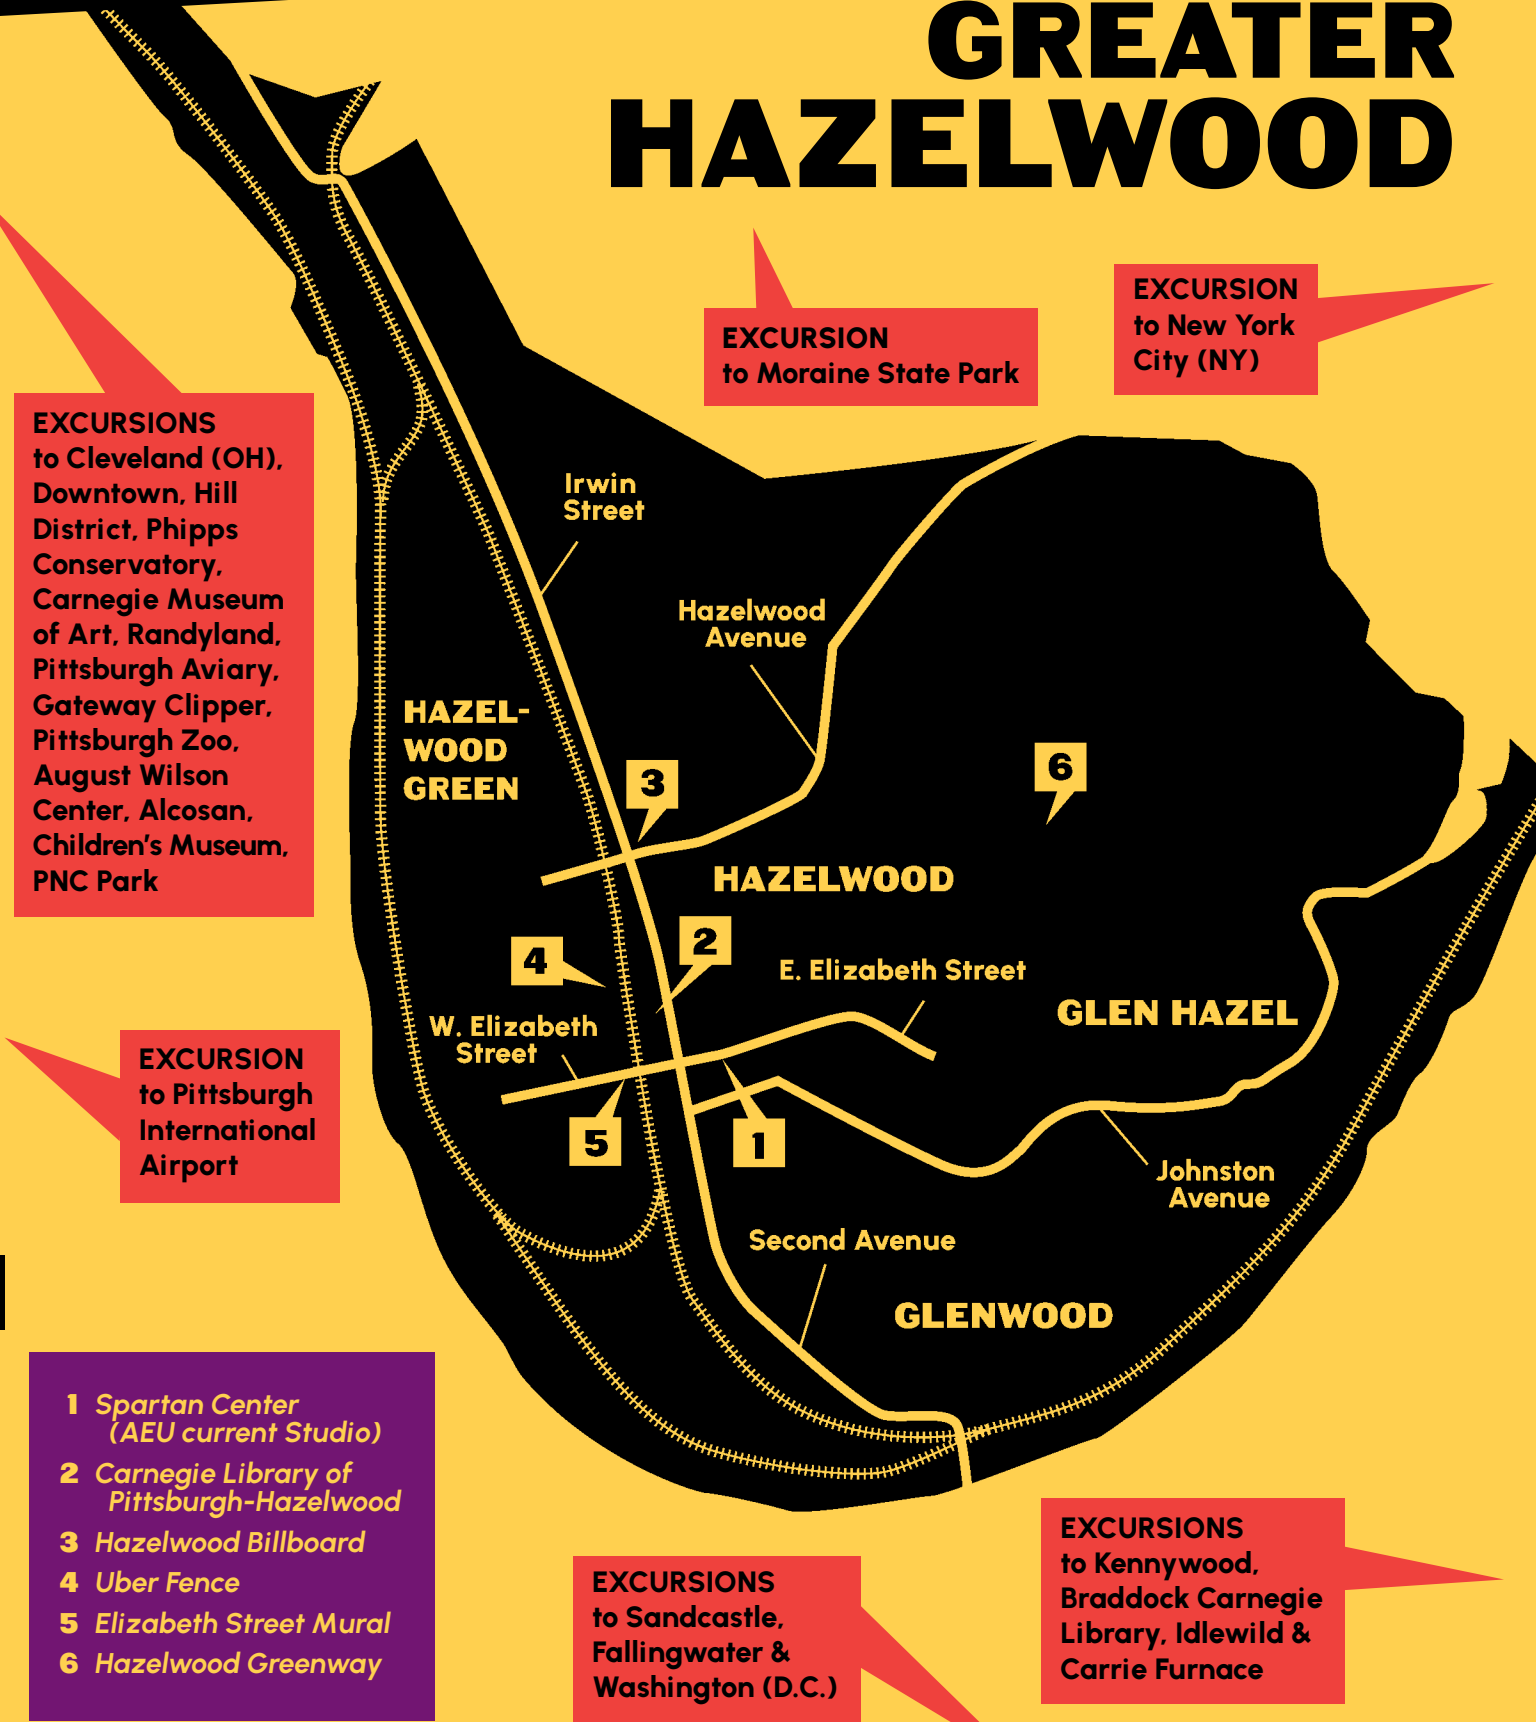 GREATER
HAZELWOOD
EXCURSION
to Moraine State Park
EXCURSION
to New York
City (NY)
EXCURSIONS
to Cleveland (OH),
Downtown, Hill
District, Phipps
Conservatory,
Carnegie Museum
of Art, Randyland,
Pittsburgh Aviary,
Gateway Clipper,
Pittsburgh Zoo,
August Wilson
Center, Alcosan,
Children's Museum,
PNC Park
Irwin
Street
Hazelwood
Avenue
HAZEL-
WOOD
GREEN
3
6
HAZELWOOD
2
4
E. Elizabeth Street
GLEN HAZEL
W. Elizabeth
Street
5
1
Johnston
Avenue
Second Avenue
GLENWOOD
EXCURSION
to Pittsburgh
International
Airport
1 Spartan Center
(AEU current Studio)
2 Carnegie Library of
Pittsburgh-Hazelwood
3 Hazelwood Billboard
4 Uber Fence
5 Elizabeth Street Mural
6 Hazelwood Greenway
EXCURSIONS
to Sandcastle,
Fallingwater &
Washington (D.C.)
EXCURSIONS
to Kennywood,
Braddock Carnegie
Library, Idlewild &
Carrie Furnace